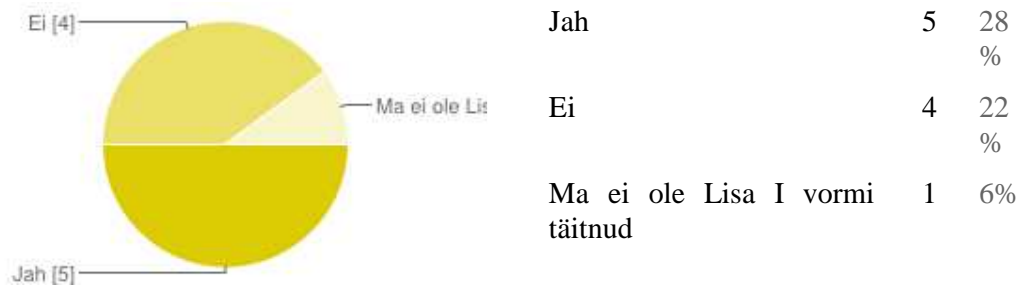 Ei [4]
Ma ei ole Lis
Jah [5]
Jah 5 28
%
Ei 4 22
%
Ma ei ole Lisa I vormi 1 6%
täitnud